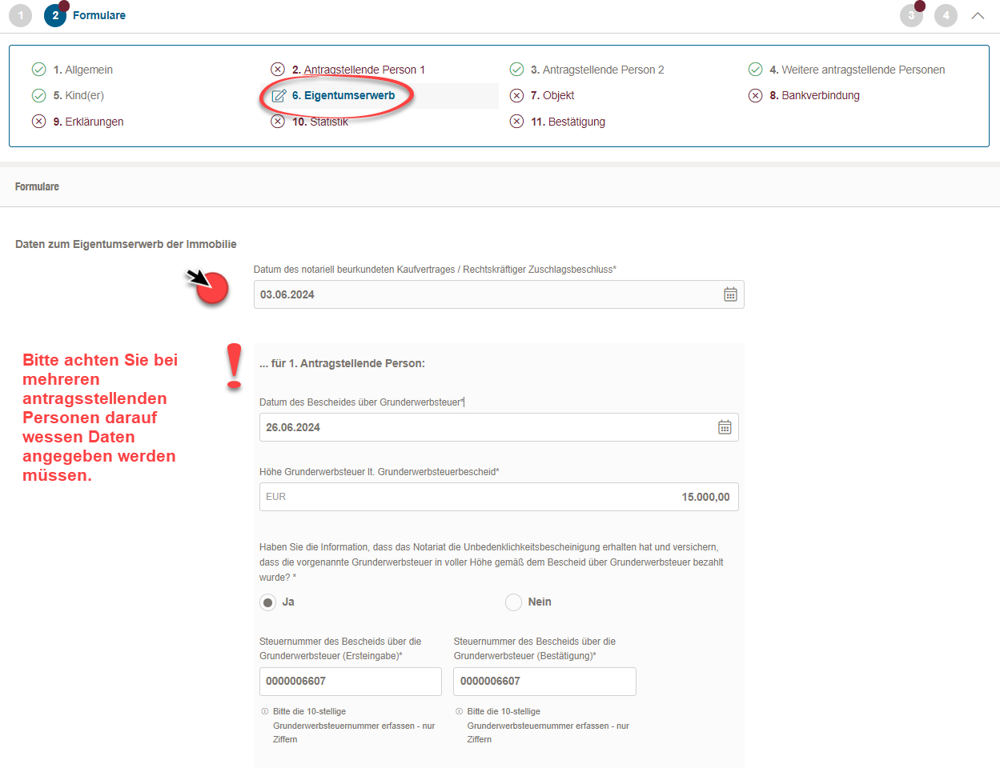 1 2 Formulare 3 4
1. Allgemein 2. Antragstellende Person 1 3. Antragstellende Person 2 4. Weitere antragstellende Personen
5. Kind(er) 6. Eigentumserwerb 7. Objekt 8. Bankverbindung
9. Erklärungen 10. Statistik 11. Bestätigung
Formulare
Daten zum Eigentumserwerb der Immobilie
Datum des notariell beurkundeten Kaufvertrages / Rechtskräftiger Zuschlagsbeschluss*
03.06.2024
Bitte achten Sie bei
mehreren
antragsstellenden
Personen darauf
wessen Daten
angegeben werden
müssen.
!
... für 1. Antragstellende Person:
Datum des Bescheides über Grunderwerbsteuer*
26.06.2024
Höhe Grunderwerbsteuer lt. Grunderwerbsteuerbescheid*
EUR 15.000,00
Haben Sie die Information, dass das Notariat die Unbedenklichkeitsbescheinigung erhalten hat und versichern,
dass die vorgenannte Grunderwerbsteuer in voller Höhe gemäß dem Bescheid über Grunderwerbsteuer bezahlt
wurde? *
Ja Nein
Steuernummer des Bescheids über die
Grunderwerbsteuer (Ersteingabe)*
0000006607
Bitte die 10-stellige
Grunderwerbsteuernummer erfassen - nur
Ziffern
Steuernummer des Bescheids über die
Grunderwerbsteuer (Bestätigung)*
0000006607
Bitte die 10-stellige
Grunderwerbsteuernummer erfassen - nur
Ziffern